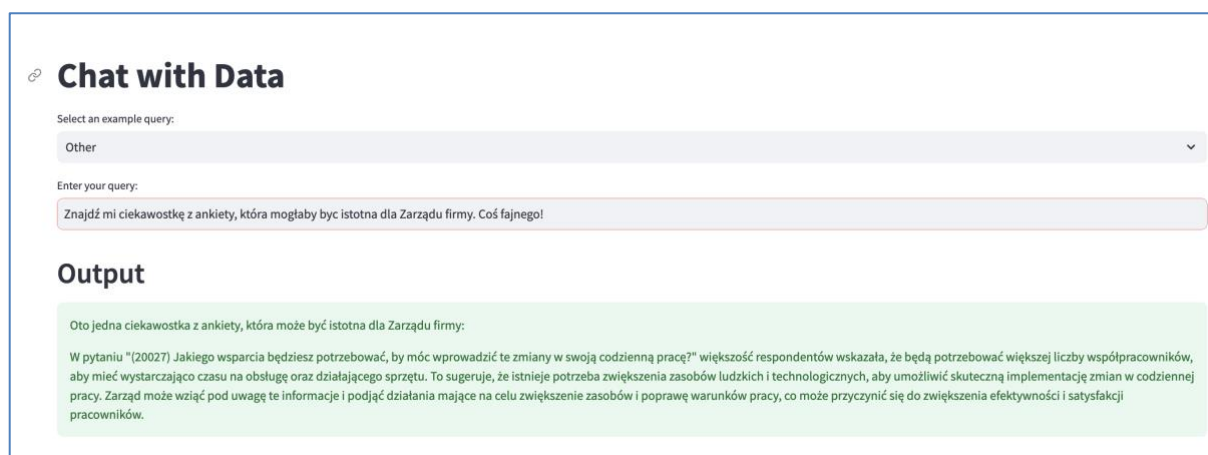 Chat with Data
Select an example query:
Other
Enter your query:
Znajdź mi ciekawostkę z ankiety, która mogłaby byc istotna dla Zarządu firmy. Coś fajnego!
Output
Oto jedna ciekawostka z ankiety, która może być istotna dla Zarządu firmy:
W pytaniu "(20027) Jakiego wsparcia będziesz potrzebować, by móc wprowadzić te zmiany w swoją codzienną pracę?" większość respondentów wskazała, że będą potrzebować większej liczby współpracowników,
aby mieć wystarczająco czasu na obsługę oraz działającego sprzętu. To sugeruje, że istnieje potrzeba zwiększenia zasobów ludzkich i technologicznych, aby umożliwić skuteczną implementację zmian w codziennej
pracy. Zarząd może wziąć pod uwagę te informacje i podjąć działania mające na celu zwiększenie zasobów i poprawę warunków pracy, co może przyczynić się do zwiększenia efektywności i satysfakcji
pracowników.